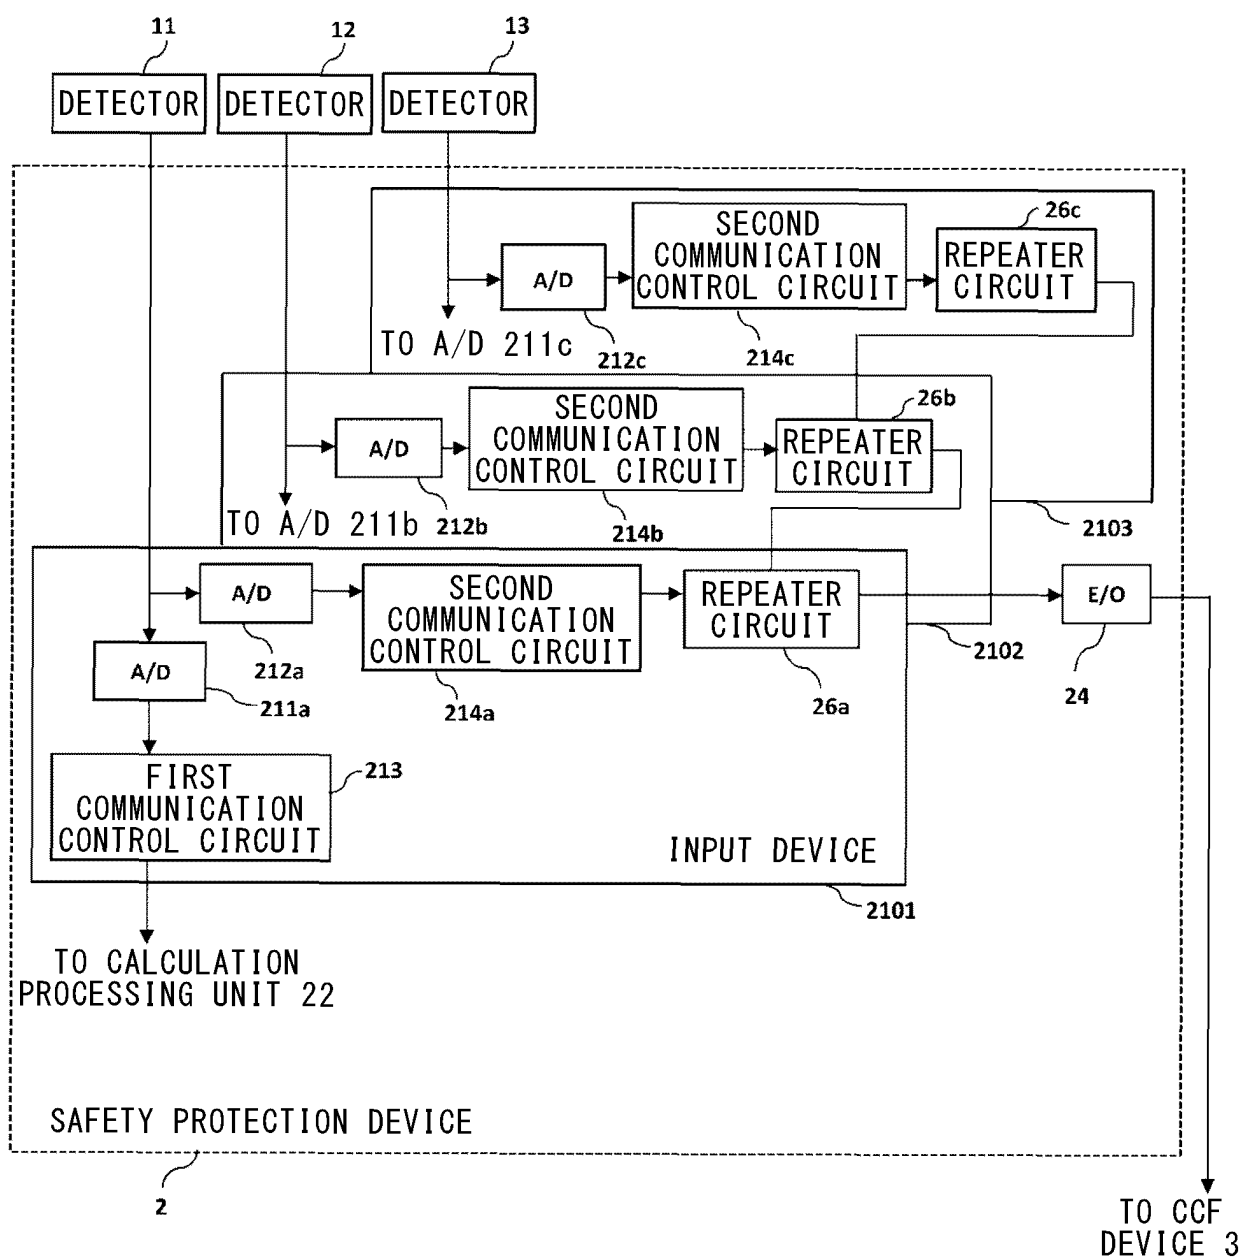 11
12
13
DETECTOR
DETECTOR
DETECTOR
26c
SECOND
COMMUNICATION
CONTROL CIRCUIT
REPEATER
CIRCUIT
A/D
TO A/D 211c
212c
214c
26b
SECOND
COMMUNICATION
CONTROL CIRCUIT
REPEATER
CIRCUIT
A/D
TO A/D 211b
212b
214b
2103
A/D
SECOND
COMMUNICATION
CONTROL CIRCUIT
REPEATER
CIRCUIT
E/O
2102
212a
A/D
211a
214a
26a
24
FIRST
COMMUNICATION
CONTROL CIRCUIT
213
INPUT DEVICE
2101
TO CALCULATION
PROCESSING UNIT 22
SAFETY PROTECTION DEVICE
2
TO CCF
DEVICE 3